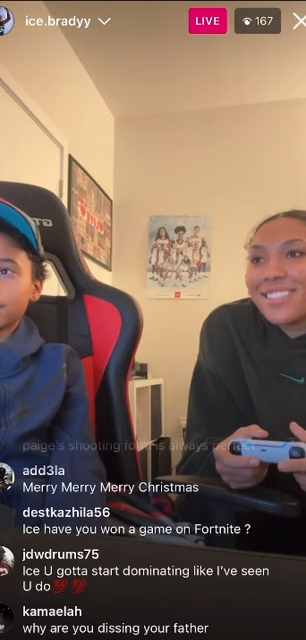 ice.bradyy
LIVE
167
paige's shooting form is always perfect
add3la
Merry Merry Merry Christmas
destkazhila56
Ice have you won a game on Fortnite ?
jdwdrums75
Ice U gotta start dominating like I've seen
U do 💯 💯
kamaelah
why are you dissing your father